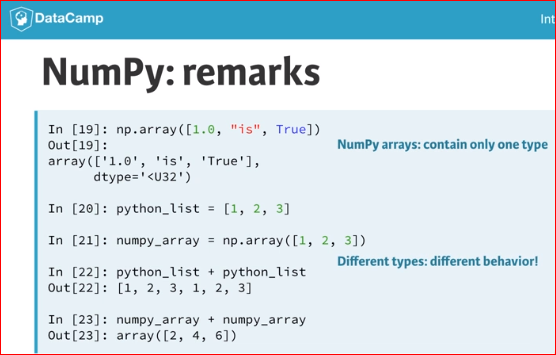 DataCamp
Int
NumPy: remarks
In [19]: np.array([1.0, "is", True])
Out[19]:
array(['1.0', 'is', 'True'],
      dtype='<U32')
NumPy arrays: contain only one type
In [20]: python_list = [1, 2, 3]
In [21]: numpy_array = np.array([1, 2, 3])
Different types: different behavior!
In [22]: python_list + python_list
Out[22]: [1, 2, 3, 1, 2, 3]
In [23]: numpy_array + numpy_array
Out[23]: array([2, 4, 6])